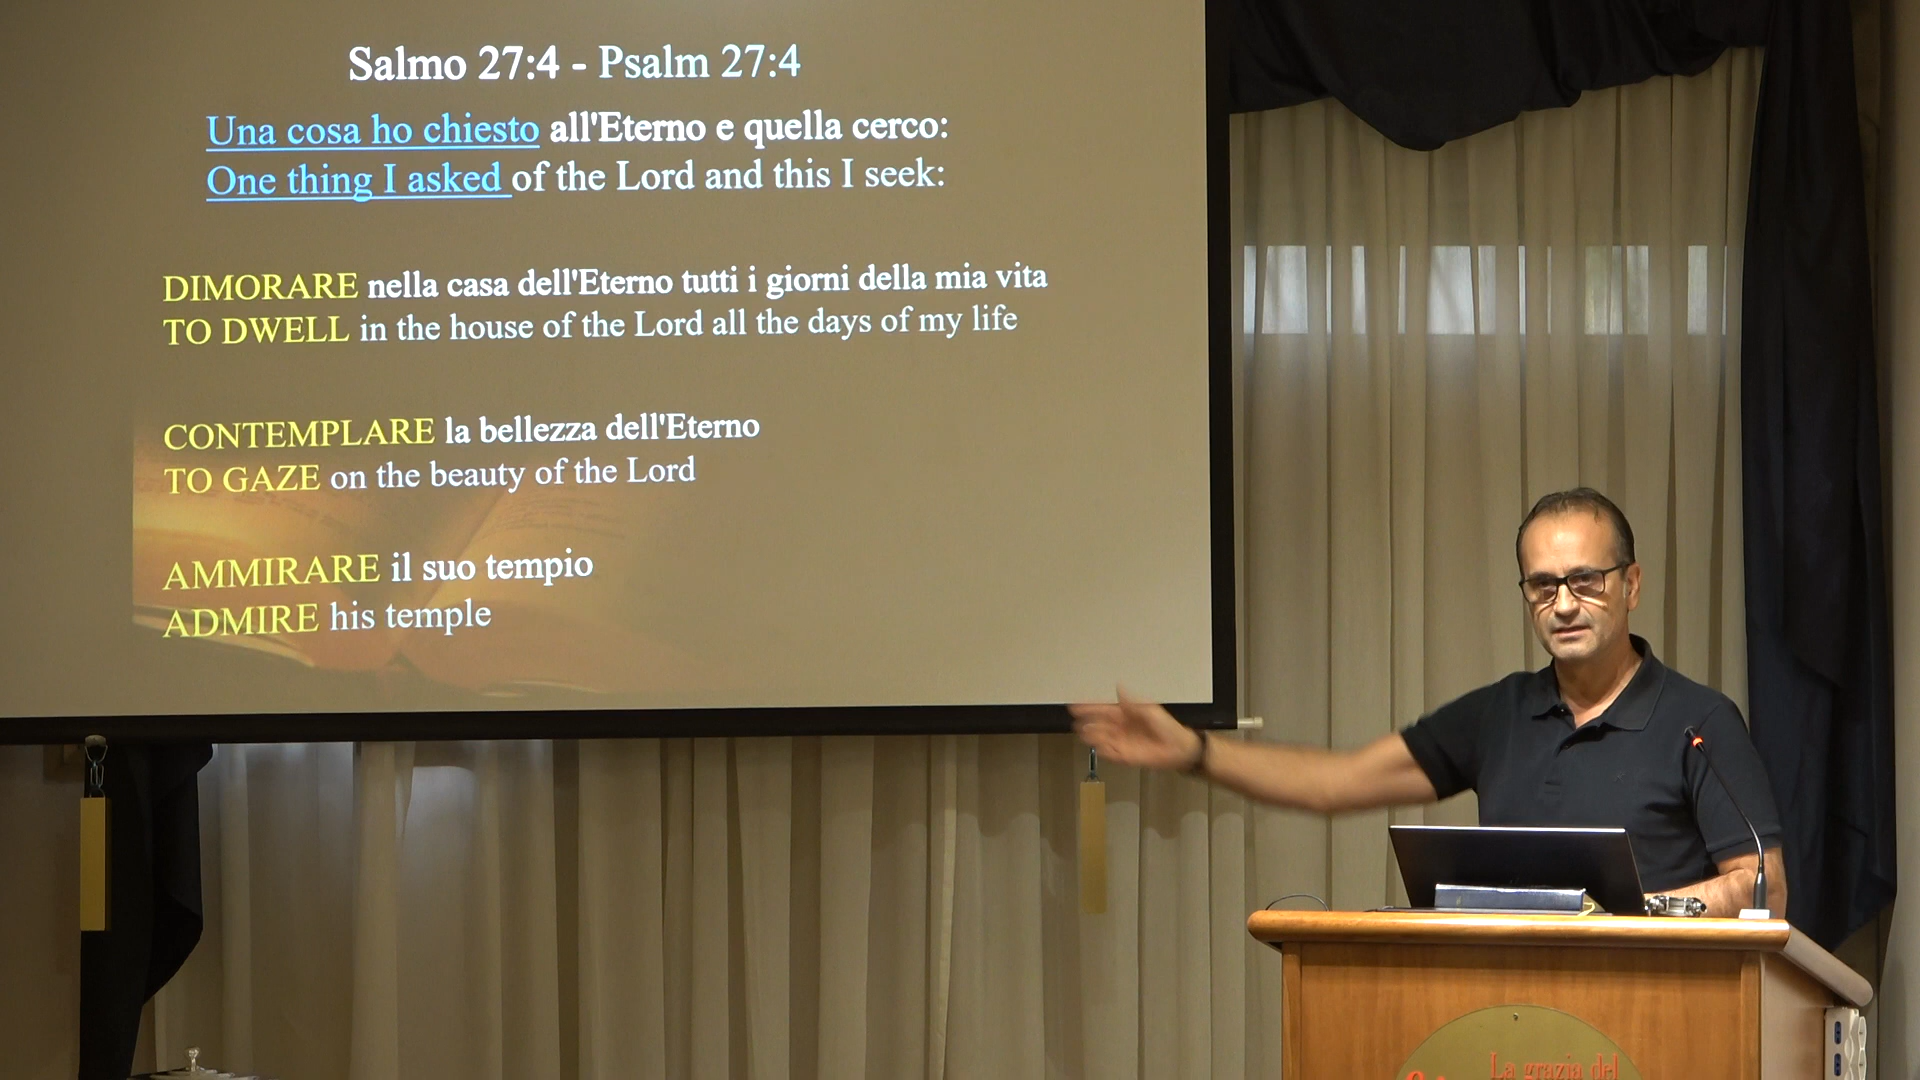 Salmo 27:4 - Psalm 27:4
Una cosa ho chiesto all'Eterno e quella cerco:
One thing I asked of the Lord and this I seek:
DIMORARE nella casa dell'Eterno tutti i giorni della mia vita
TO DWELL in the house of the Lord all the days of my life
CONTEMPLARE la bellezza dell'Eterno
TO GAZE on the beauty of the Lord
AMMIRARE il suo tempio
ADMIRE his temple
La grazia del